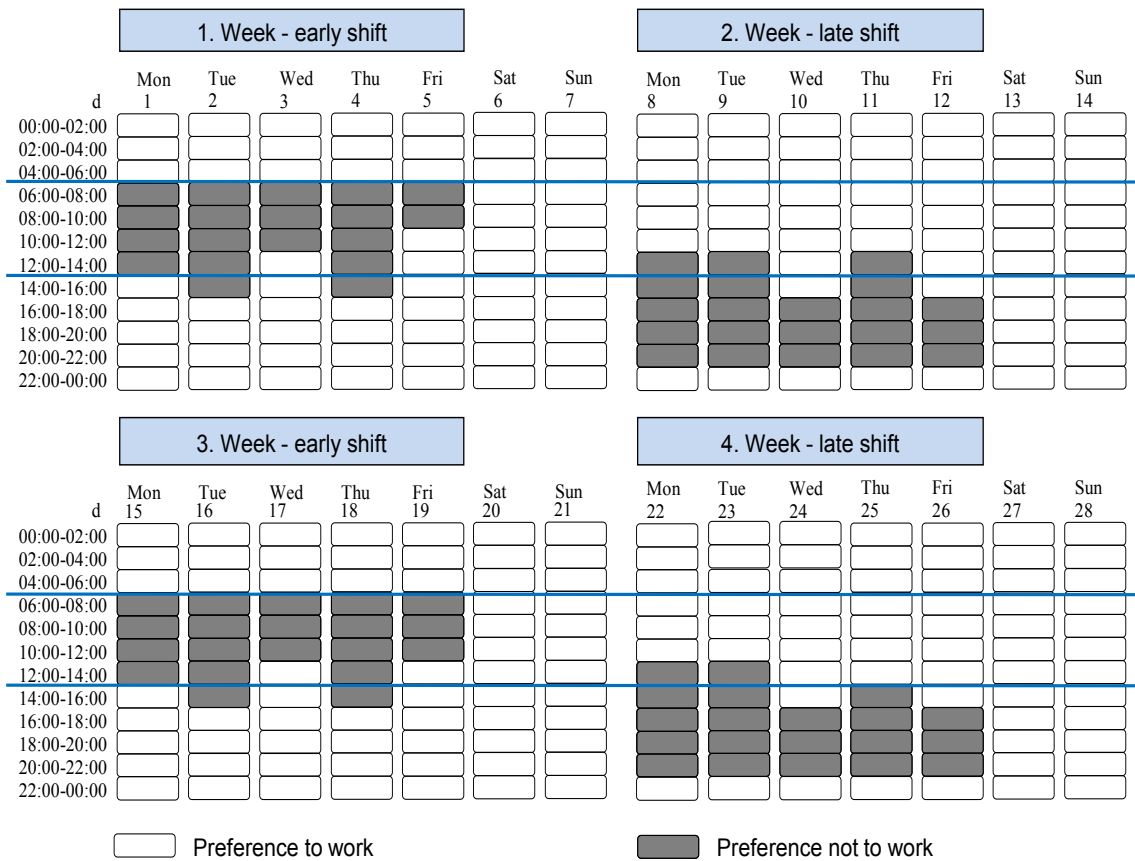 1. Week - early shift
2. Week - late shift
Mon Tue Wed Thu Fri Sat Sun Mon Tue Wed Thu Fri Sat Sun
d 1 2 3 4 5 6 7 8 9 10 11 12 13 14
00:00-02:00
02:00-04:00
04:00-06:00
06:00-08:00
08:00-10:00
10:00-12:00
12:00-14:00
14:00-16:00
16:00-18:00
18:00-20:00
20:00-22:00
22:00-00:00
3. Week - early shift
4. Week - late shift
Mon Tue Wed Thu Fri Sat Sun Mon Tue Wed Thu Fri Sat Sun
d 15 16 17 18 19 20 21 22 23 24 25 26 27 28
00:00-02:00
02:00-04:00
04:00-06:00
06:00-08:00
08:00-10:00
10:00-12:00
12:00-14:00
14:00-16:00
16:00-18:00
18:00-20:00
20:00-22:00
22:00-00:00
Preference to work
Preference not to work